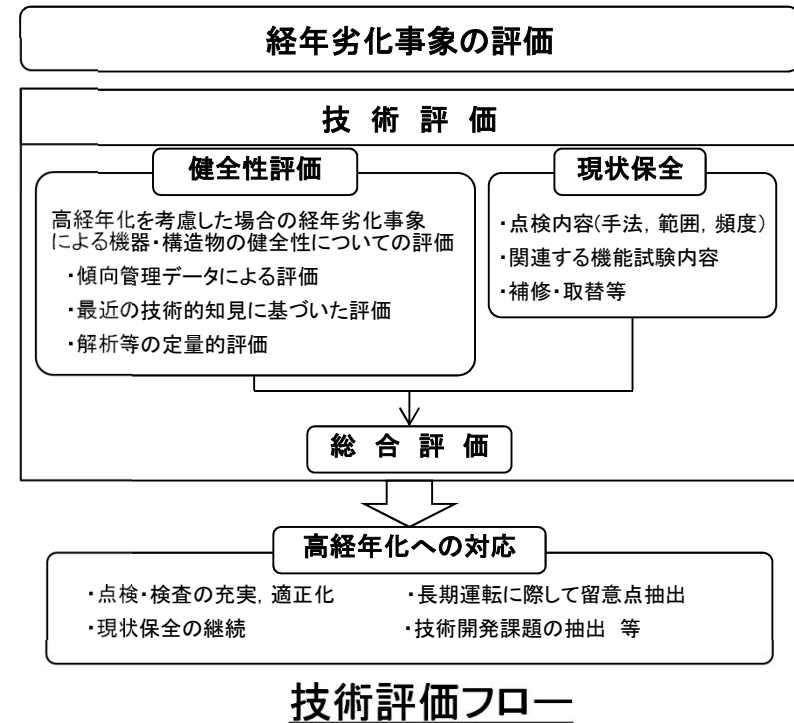 経年劣化事象の評価
技 術 評 価
健全性評価
高経年化を考慮した場合の経年劣化事象
による機器・構造物の健全性についての評価
・傾向管理データによる評価
・最近の技術的知見に基づいた評価
・解析等の定量的評価
現状保全
・点検内容(手法, 範囲, 頻度)
・関連する機能試験内容
・補修・取替等
総 合 評 価
高経年化への対応
・点検・検査の充実, 適正化
・現状保全の継続
・長期運転に際して留意点抽出
・技術開発課題の抽出 等
技術評価フロー